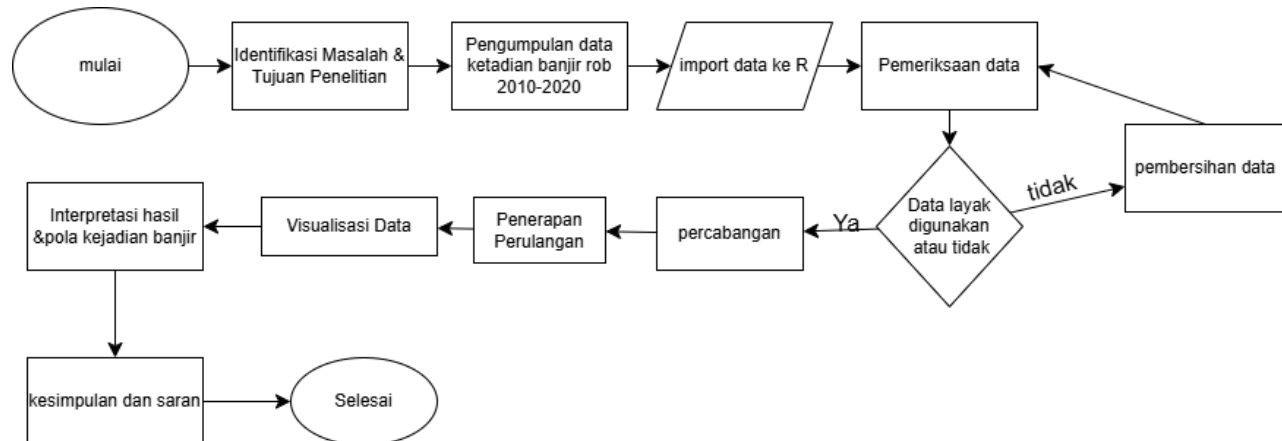 mulai
Identifikasi Masalah &
Tujuan Penelitian
Pengumpulan data
ketadian banjir rob
2010-2020
import data ke R
Pemeriksaan data
pembersihan data
tidak
Data layak
digunakan
atau tidak
Ya
percabangan
Penerapan
Perulangan
Visualisasi Data
Interpretasi hasil
&pola kejadian banjir
kesimpulan dan saran
Selesai